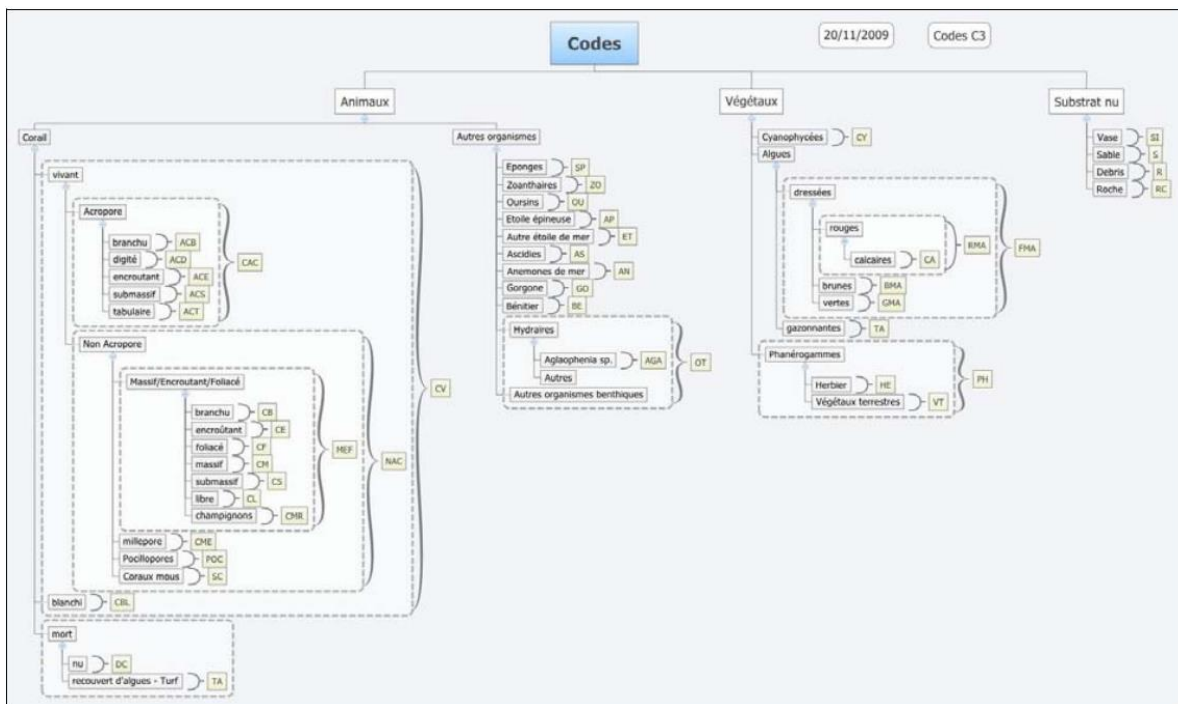 Codes
20/11/2009
Codes C3
Animaux
Végétaux
Substrat nu
Corail
vivant
Acropore
branchu ACB
digité ACD
encroutant ACE
submassif ACS
tabulaire ACT
CAC
Non Acropore
Massif/Encroutant/Foliacé
branchu CB
encroûtant CE
foliacé CF
massif CM
submassif CS
libre CL
champignons CMR
MEF
millepore CME
Pocillopores POC
Coraux mous SC
NAC
blanchi CBL
CV
mort
nu DC
recouvert d'algues - Turf TA
Autres organismes
Eponges SP
Zoanthaires ZO
Oursins OU
Etoile épineuse AP
Autre étoile de mer ET
Ascidies AS
Anemones de mer AN
Gorgone GO
Bénitier BE
Hydraires
Aglaophenia sp. AGA
Autres
Autres organismes benthiques
OT
Cyanophycées CY
Algues
dressées
rouges
calcaires CA
RMA
brunes BMA
vertes GMA
FMA
gazonnantes TA
Phanérogammes
Herbier HE
Végétaux terrestres VT
PH
Vase SI
Sable S
Debris R
Roche RC